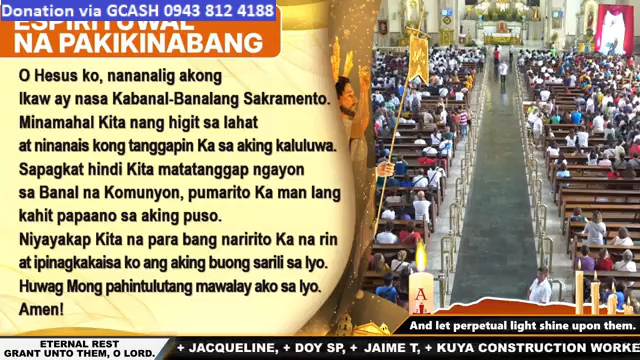 Donation via GCASH 0943 812 4188
ESPIRITUWAL
NA PAKIKINABANG
O Hesus ko, nananalig akong
Ikaw ay nasa Kabanal-Banalang Sakramento.
Minamahal Kita nang higit sa lahat
at ninanais kong tanggapin Ka sa aking kaluluwa.
Sapagkat hindi Kita matatanggap ngayon
sa Banal na Komunyon, pumarito Ka man lang
kahit papaano sa aking puso.
Niyayakap Kita na para bang naririto Ka na rin
at ipinagkakaisa ko ang aking buong sarili sa Iyo.
Huwag Mong pahintulutang mawalay ako sa Iyo.
Amen!
A
And let perpetual light shine upon them.
ETERNAL REST
GRANT UNTO THEM, O LORD.
+ JACQUELINE, + DOY SP, + JAIME T, + KUYA CONSTRUCTION WORKE